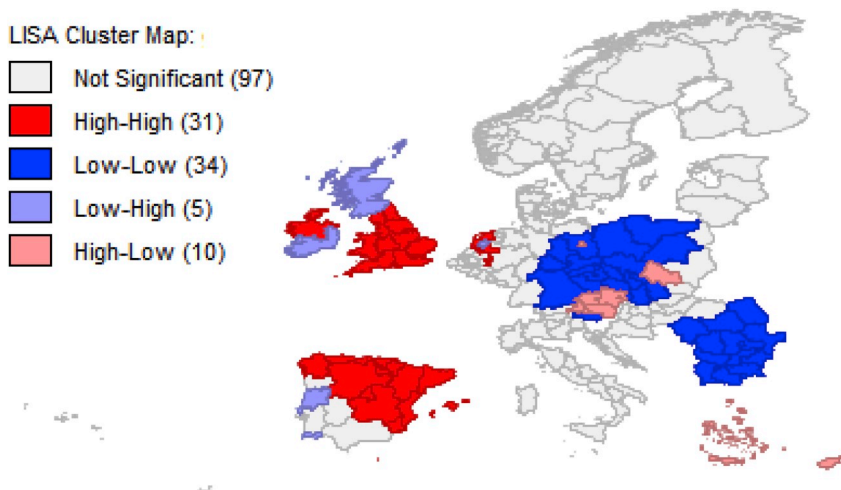 LISA Cluster Map:
Not Significant (97)
High-High (31)
Low-Low (34)
Low-High (5)
High-Low (10)